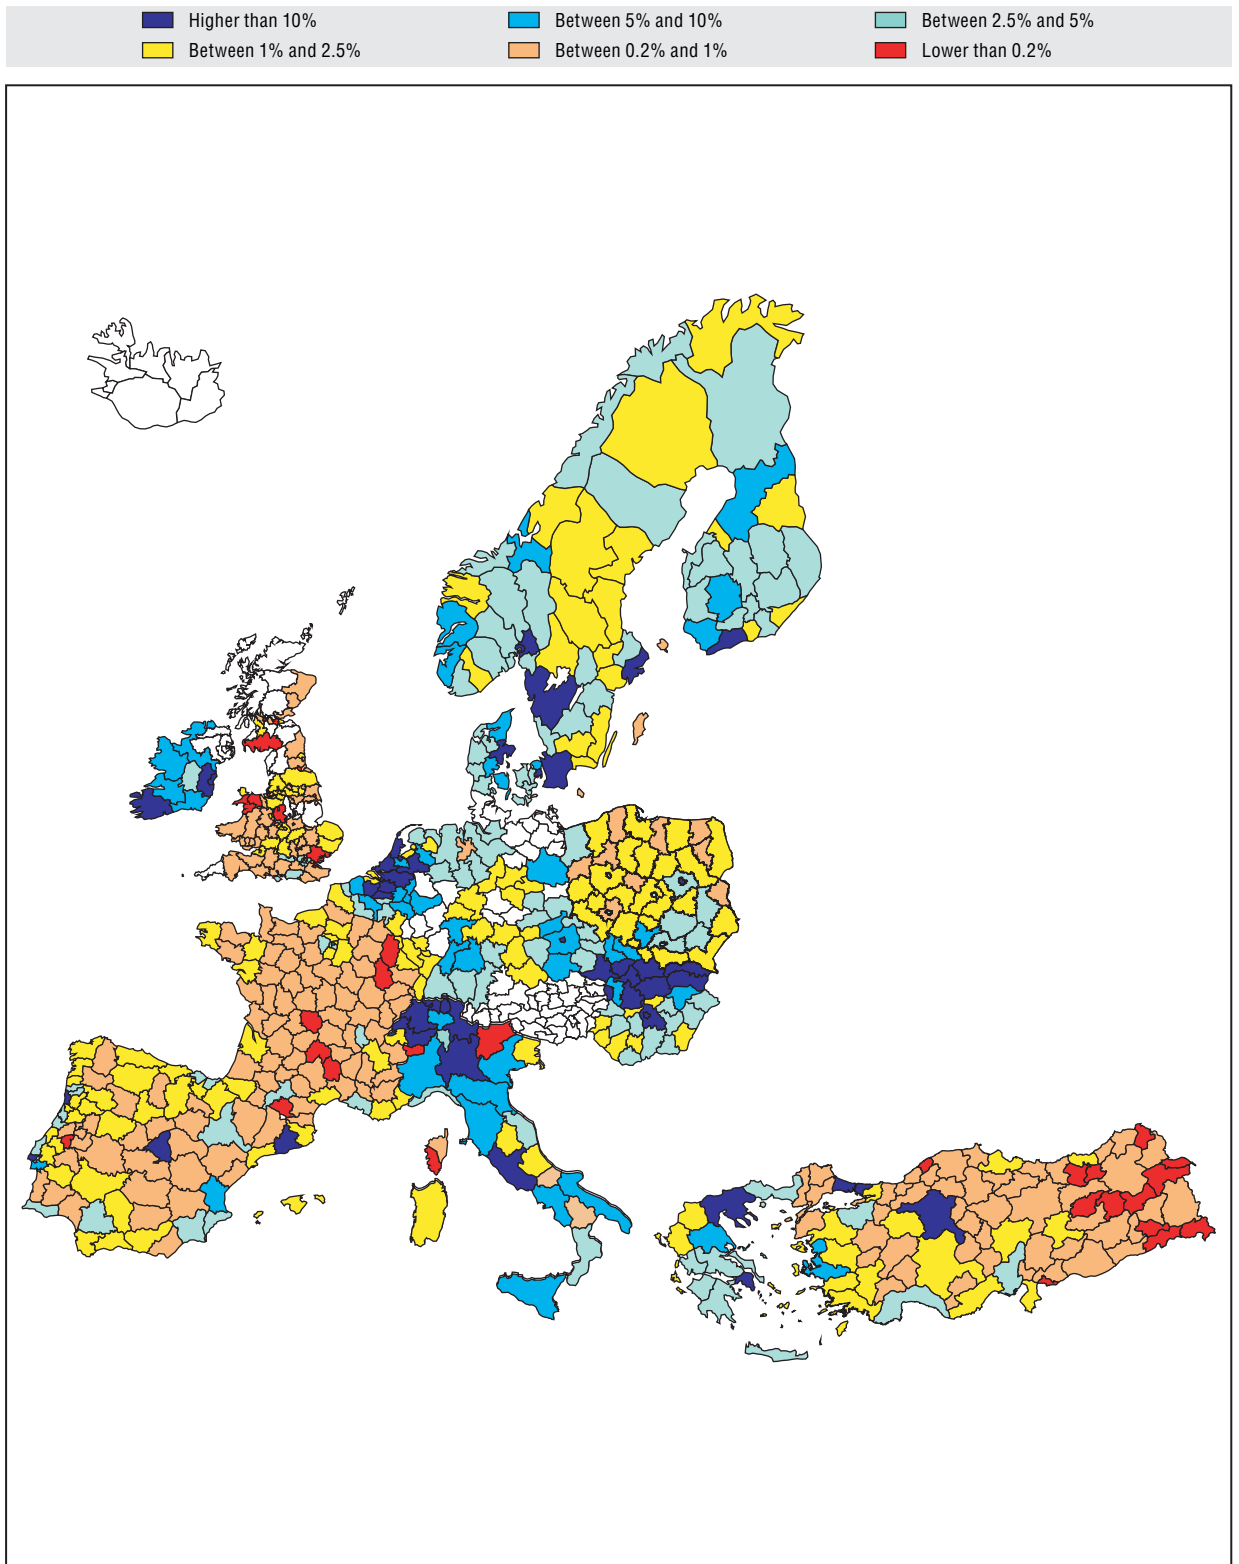 Higher than 10% Between 5% and 10% Between 2.5% and 5%
Between 1% and 2.5% Between 0.2% and 1% Lower than 0.2%